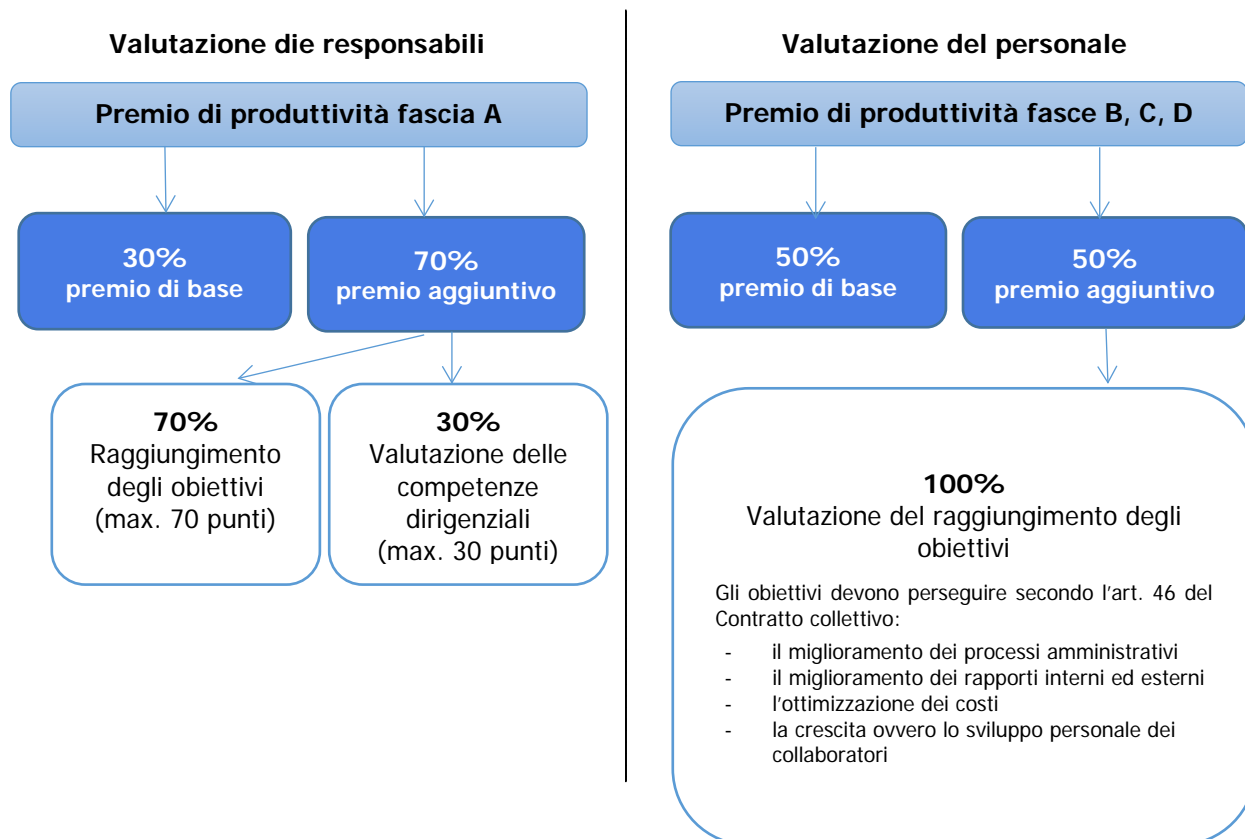 Valutazione die responsabili
Premio di produttività fascia A
30%
premio di base
70%
premio aggiuntivo
70%
Raggiungimento
degli obiettivi
(max. 70 punti)
30%
Valutazione delle
competenze
dirigenziali
(max. 30 punti)
Valutazione del personale
Premio di produttività fasce B, C, D
50%
premio di base
50%
premio aggiuntivo
100%
Valutazione del raggiungimento degli
obiettivi
Gli obiettivi devono perseguire secondo l'art. 46 del
Contratto collettivo:
- il miglioramento dei processi amministrativi
- il miglioramento dei rapporti interni ed esterni
- l'ottimizzazione dei costi
- la crescita ovvero lo sviluppo personale dei
collaboratori